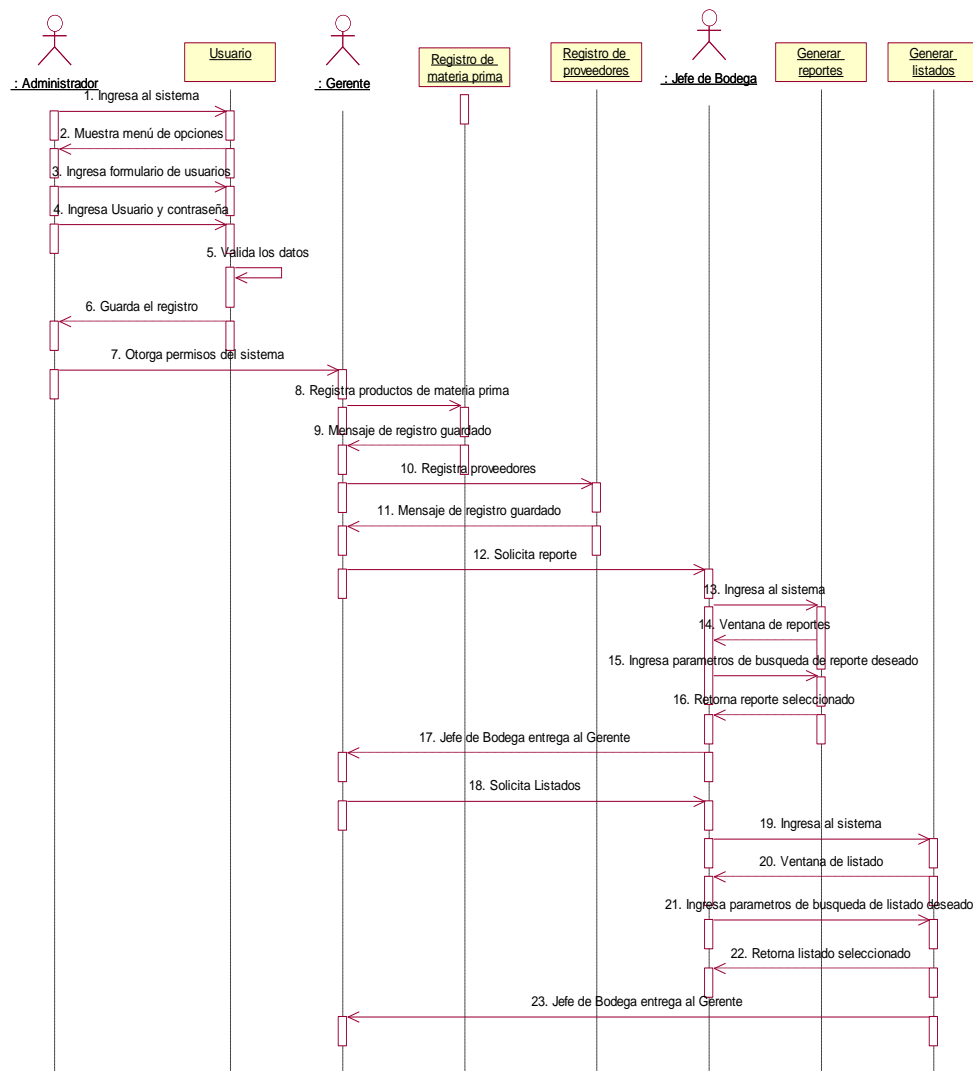 : Administrador
Usuario
: Gerente
Registro de
materia prima
Registro de
proveedores
: Jefe de Bodega
Generar
reportes
Generar
listados
1. Ingresa al sistema
2. Muestra menú de opciones
3. Ingresa formulario de usuarios
4. Ingresa Usuario y contraseña
5. Valida los datos
6. Guarda el registro
7. Otorga permisos del sistema
8. Registra productos de materia prima
9. Mensaje de registro guardado
10. Registra proveedores
11. Mensaje de registro guardado
12. Solicita reporte
13. Ingresa al sistema
14. Ventana de reportes
15. Ingresa parametros de busqueda de reporte deseado
16. Retorna reporte seleccionado
17. Jefe de Bodega entrega al Gerente
18. Solicita Listados
19. Ingresa al sistema
20. Ventana de listado
21. Ingresa parametros de busqueda de listado deseado
22. Retorna listado seleccionado
23. Jefe de Bodega entrega al Gerente